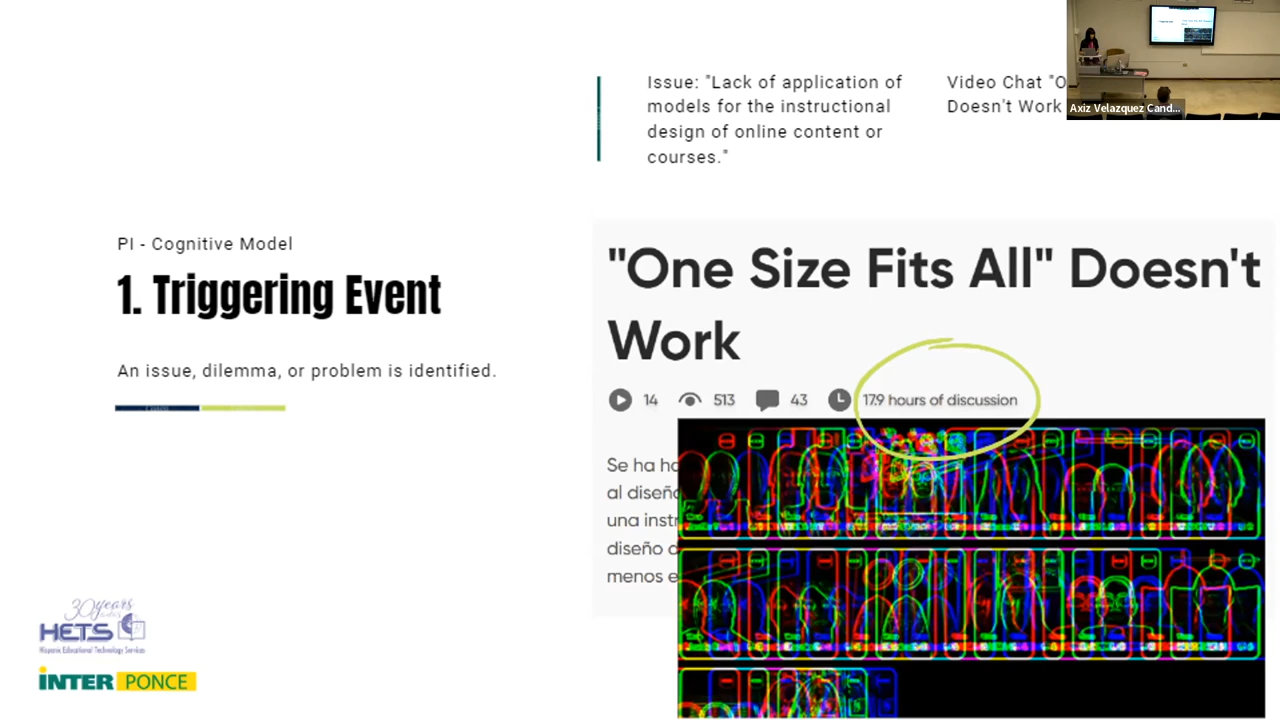 Issue: "Lack of application of
models for the instructional
design of online content or
courses."
Video Chat "O
Doesn't Work
Axiz Velazquez Cand...
PI - Cognitive Model
1. Triggering Event
An issue, dilemma, or problem is identified.
"One Size Fits All" Doesn't
Work
14 513 43 17.9 hours of discussion
Se ha
al diseño
una
diseño
menos
30 years
HETS
Hispanic Educational Technology Services
INTER PONCE